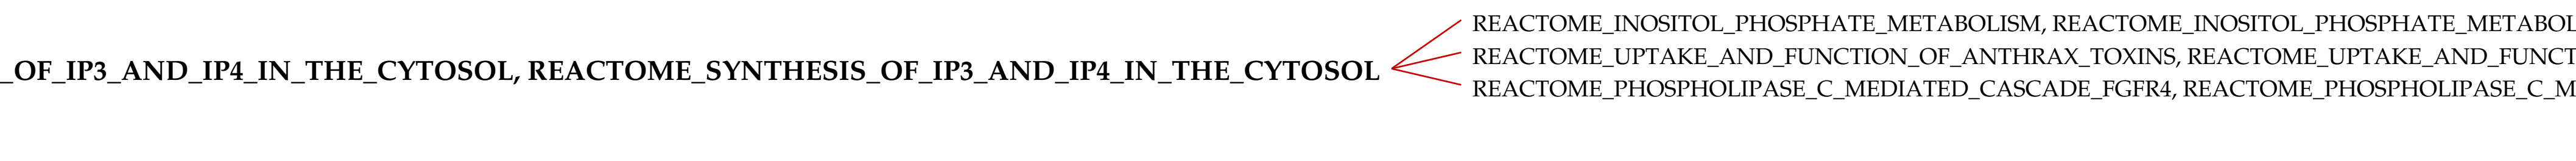 _OF_IP3_AND_IP4_IN_THE_CYTOSOL, REACTOME_SYNTHESIS_OF_IP3_AND_IP4_IN_THE_CYTOSOL
REACTOME_INOSITOL_PHOSPHATE_METABOLISM, REACTOME_INOSITOL_PHOSPHATE_METABOL
REACTOME_UPTAKE_AND_FUNCTION_OF_ANTHRAX_TOXINS, REACTOME_UPTAKE_AND_FUNCT
REACTOME_PHOSPHOLIPASE_C_MEDIATED_CASCADE_FGFR4, REACTOME_PHOSPHOLIPASE_C_M